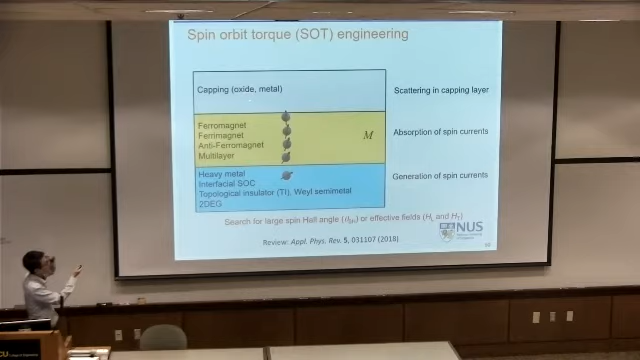 Spin orbit torque (SOT) engineering
Capping (oxide, metal)
Scattering in capping layer
Ferromagnet
Ferrimagnet
Anti-Ferromagnet
Multilayer
M
Absorption of spin currents
Heavy metal
Interfacial SOC
Topological insulator (TI), Weyl semimetal
2DEG
Generation of spin currents
Search for large spin Hall angle (θSH) or effective fields (HL and HT)
NUS
Review: Appl. Phys. Rev. 5, 031107 (2018)